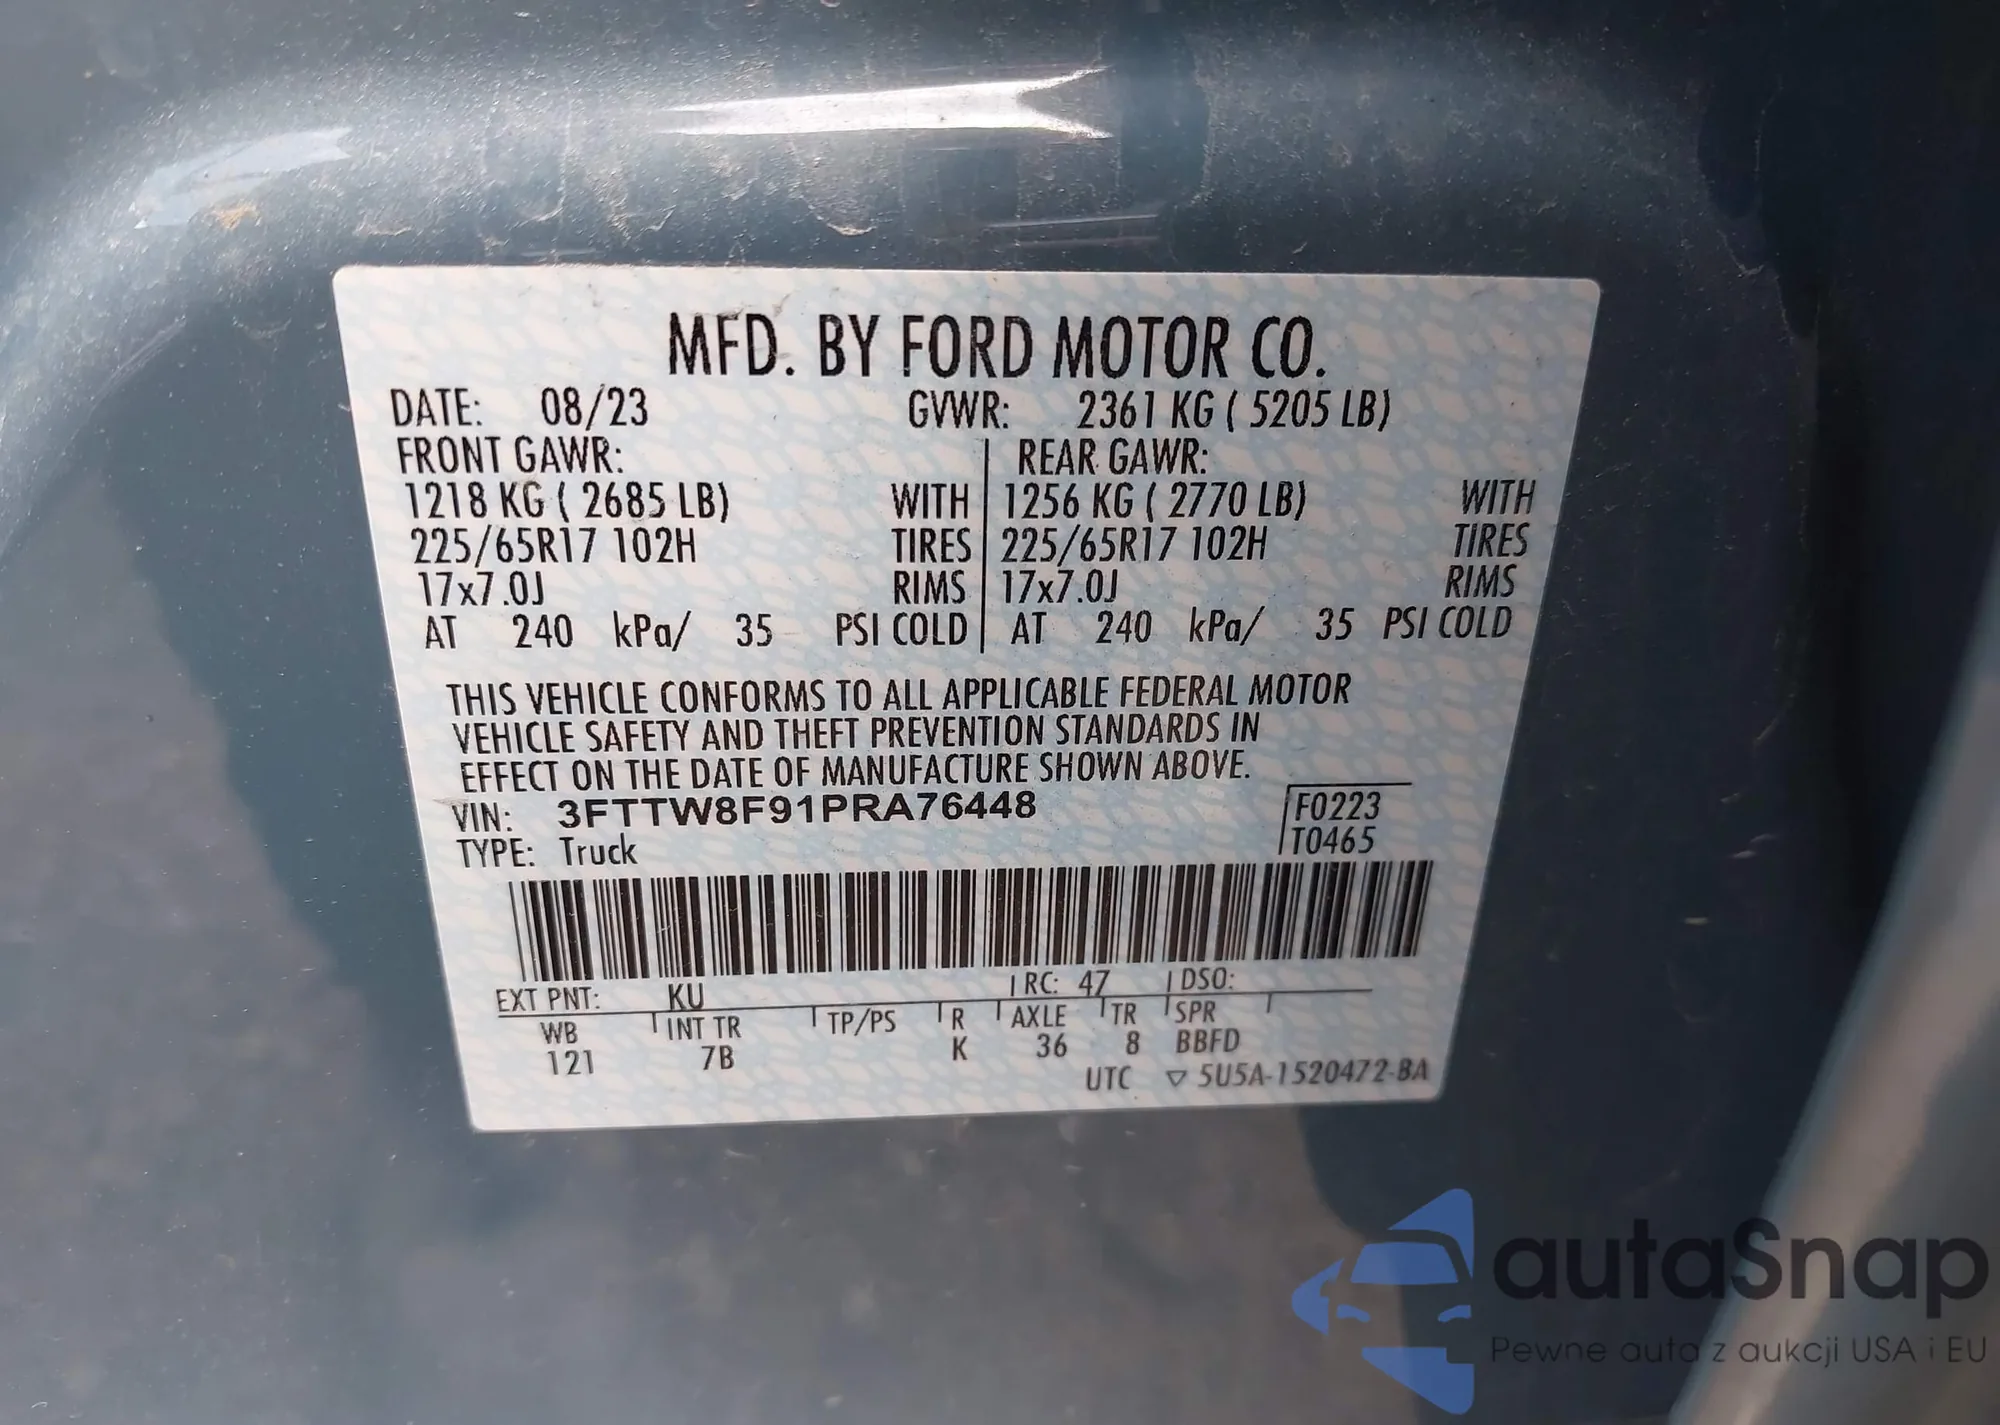 MFD. BY FORD MOTOR CO.
DATE: 08/23 GVWR: 2361 KG ( 5205 LB)
FRONT GAWR: REAR GAWR:
1218 KG ( 2685 LB) WITH 1256 KG ( 2770 LB) WITH
225/65R17 102H TIRES 225/65R17 102H TIRES
17x7.0J RIMS 17x7.0J RIMS
AT 240 kPa/ 35 PSI COLD AT 240 kPa/ 35 PSI COLD
THIS VEHICLE CONFORMS TO ALL APPLICABLE FEDERAL MOTOR
VEHICLE SAFETY AND THEFT PREVENTION STANDARDS IN
EFFECT ON THE DATE OF MANUFACTURE SHOWN ABOVE.
VIN: 3FTTW8F91PRA76448 F0223
TYPE: Truck T0465
EXT PNT: KU RC: 47 DSO:
WB INT TR TP/PS R AXLE TR SPR
121 7B K 36 8 BBFD
UTC ▽ 5U5A-1520472-BA
autaSnap
Pewne auta z aukcji USA i EU